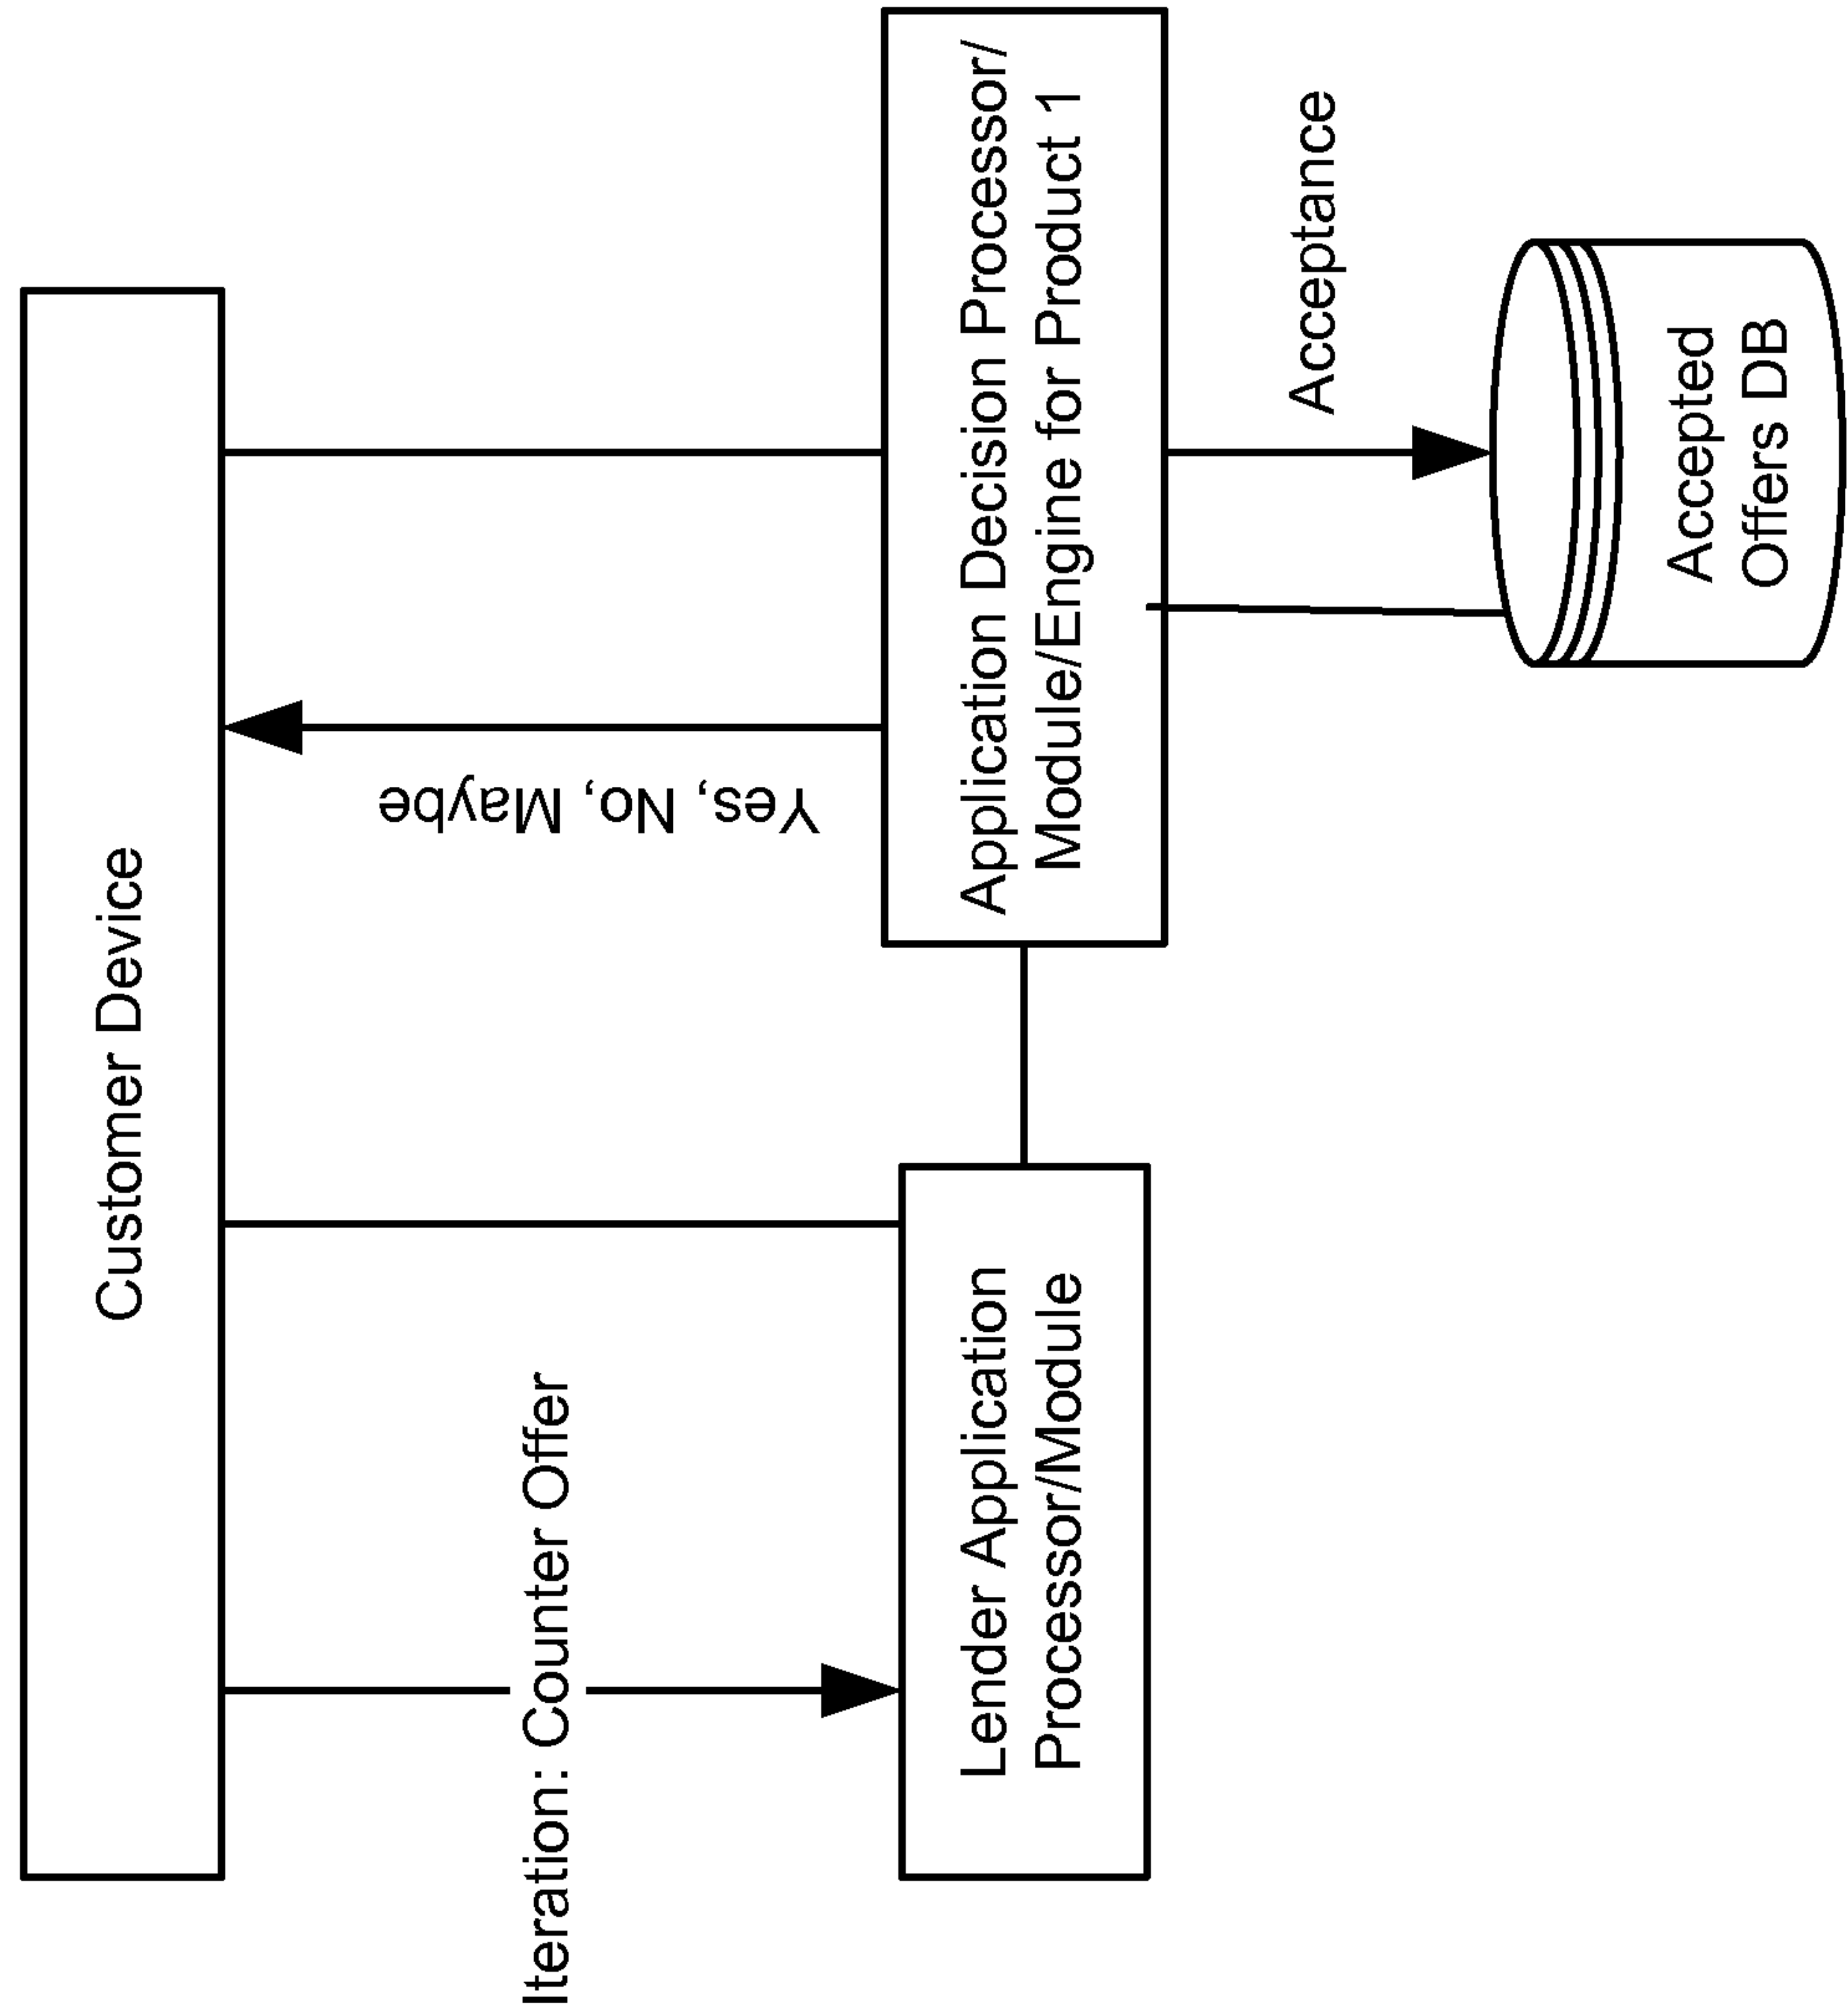 Customer Device
Iteration: Counter Offer
Yes, No, Maybe
Lender Application
Processor/Module
Application Decision Processor/
Module/Engine for Product 1
Acceptance
Accepted
Offers DB